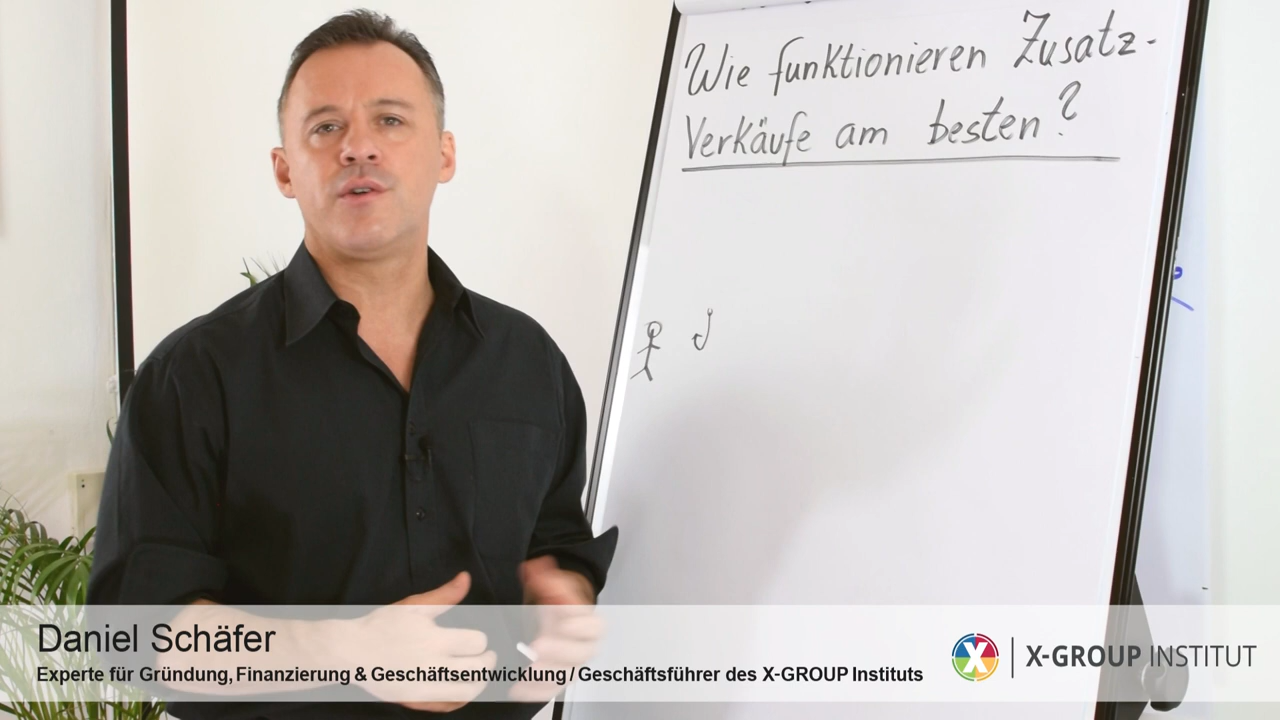 Wie funktionieren Zusatz-
Verkäufe am besten?
Daniel Schäfer
Experte für Gründung, Finanzierung & Geschäftsentwicklung / Geschäftsführer des X-GROUP Instituts
X | X-GROUP INSTITUT